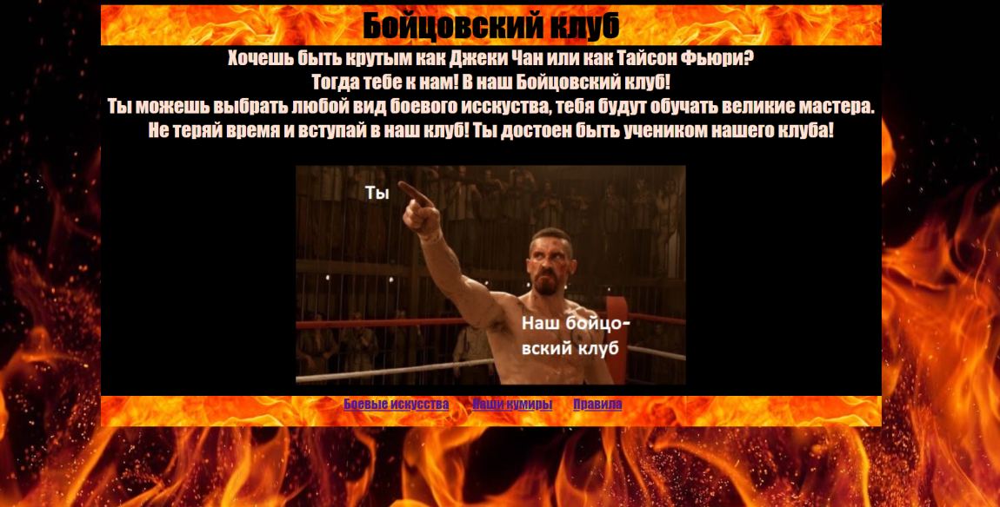 Бойцовский клуб
Хочешь быть крутым как Джеки Чан или как Тайсон Фьюри?
Тогда тебе к нам! В наш Бойцовский клуб!
Ты можешь выбрать любой вид боевого исскуства, тебя будут обучать великие мастера.
Не теряй время и вступай в наш клуб! Ты достоен быть учеником нашего клуба!
Ты
Наш бойцо-
вский клуб
Боевые искусства Наши кумиры Правила